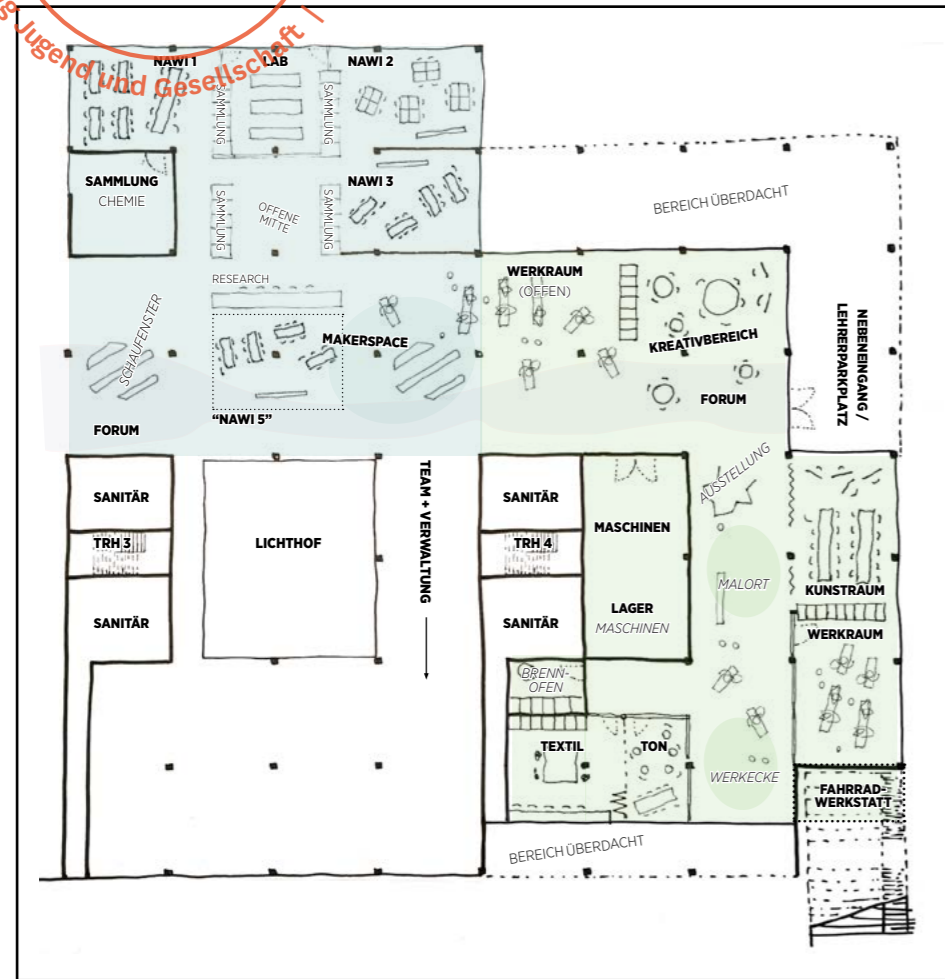 g Jugend und Gesellschaft
NAWI 1
LAB
NAWI 2
SAMMLUNG
SAMMLUNG
SAMMLUNG
CHEMIE
NAWI 3
SAMMLUNG
OFFENE
MITTE
SAMMLUNG
BEREICH ÜBERDACHT
RESEARCH
WERKRAUM
(OFFEN)
SCHAUFENSTER
MAKERSPACE
KREATIVBEREICH
NEBENEINGANG /
LEHRERPARKPLATZ
FORUM
"NAWI 5"
FORUM
AUSSTELLUNG
SANITÄR
TEAM + VERWALTUNG
SANITÄR
MASCHINEN
TRH 3
LICHTHOF
TRH 4
MALORT
KUNSTRAUM
SANITÄR
SANITÄR
LAGER
MASCHINEN
WERKRAUM
BRENN-
OFEN
TEXTIL
TON
WERKECKE
FAHRRAD-
WERKSTATT
BEREICH ÜBERDACHT